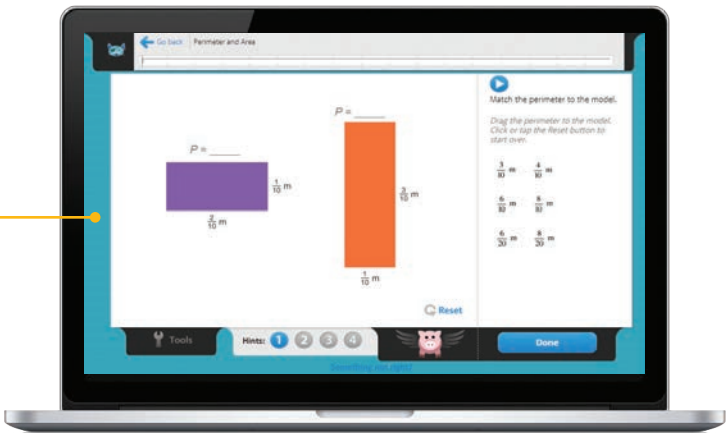 Go back Perimeter and Area
Match the perimeter to the model.
Drag the perimeter to the model.
Click or tap the Reset button to
start over.
P = _____
P = _____
1/10 m
2/10 m
3/10 m
1/10 m
3/10 m 4/10 m
6/10 m 8/10 m
6/20 m 8/20 m
Reset
Tools
Hints: 1 2 3 4
Done